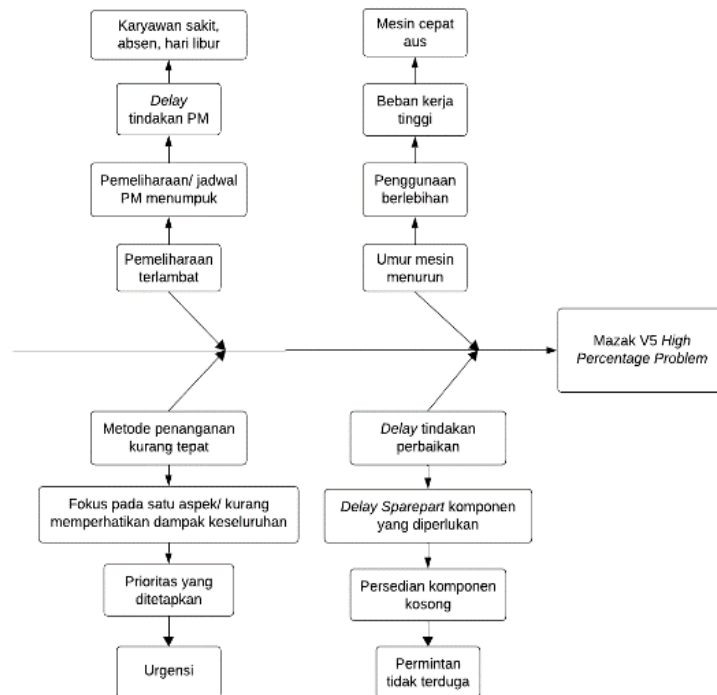 Karyawan sakit,
absen, hari libur
Delay
tindakan PM
Pemeliharaan/ jadwal
PM menumpuk
Pemeliharaan
terlambat
Mesin cepat
aus
Beban kerja
tinggi
Penggunaan
berlebihan
Umur mesin
menurun
Mazak V5 High
Percentage Problem
Metode penanganan
kurang tepat
Fokus pada satu aspek/ kurang
memperhatikan dampak keseluruhan
Prioritas yang
ditetapkan
Urgensi
Delay tindakan
perbaikan
Delay Sparepart komponen
yang diperlukan
Persedian komponen
kosong
Permintan
tidak terduga